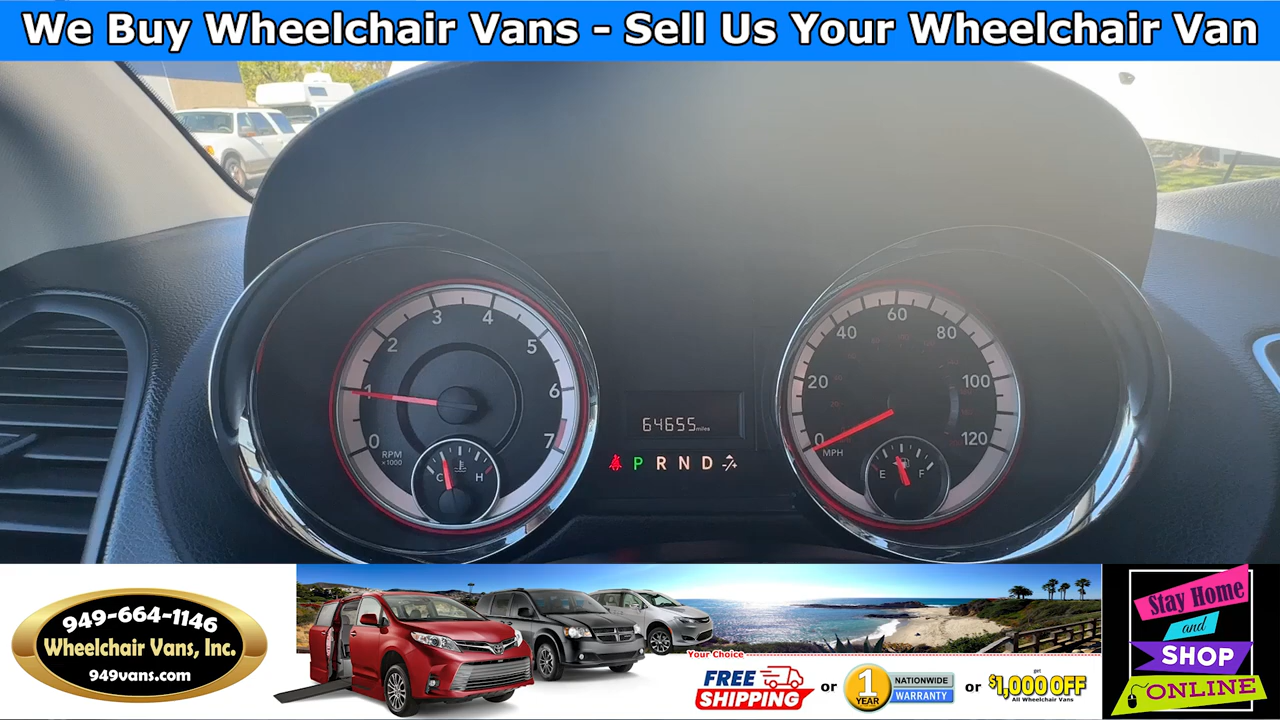 We Buy Wheelchair Vans - Sell Us Your Wheelchair Van
3 4
2 5
1 6
0 7
RPM
×1000
C H
64655 miles
P R N D
60
40 80
20 100
0 120
MPH
E F
949-664-1146
Wheelchair Vans, Inc.
949vans.com
Your Choice
FREE
SHIPPING
or
1
YEAR
NATIONWIDE
WARRANTY
or
get
$1,000 OFF
All Wheelchair Vans
Stay Home
and
SHOP
ONLINE